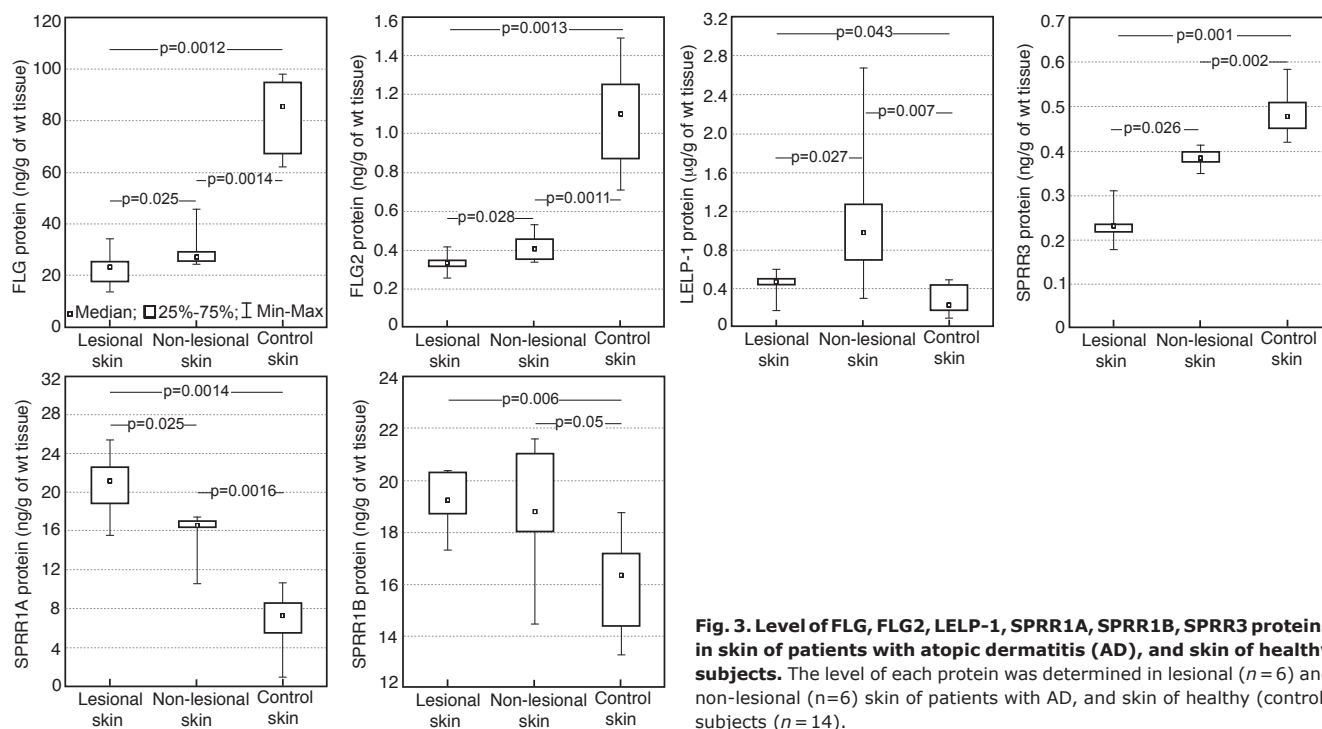 FLG protein (ng/g of wt tissue)
120
100
80
60
40
20
0
p=0.0012
p=0.0014
p=0.025
Median; 25%-75%; Min-Max
Lesional skin
Non-lesional skin
Control skin
FLG2 protein (ng/g of wt tissue)
1.6
1.4
1.2
1.0
0.8
0.6
0.4
0.2
0.0
p=0.0013
p=0.0011
p=0.028
Lesional skin
Non-lesional skin
Control skin
LELP-1 protein (µg/g of wt tissue)
3.2
2.8
2.4
2.0
1.6
1.2
0.8
0.4
0.0
p=0.043
p=0.007
p=0.027
Lesional skin
Non-lesional skin
Control skin
SPRR3 protein (ng/g of wt tissue)
0.7
0.6
0.5
0.4
0.3
0.2
0.1
0
p=0.001
p=0.002
p=0.026
Lesional skin
Non-lesional skin
Control skin
SPRR1A protein (ng/g of wt tissue)
32
28
24
20
16
12
8
4
0
p=0.0014
p=0.025
p=0.0016
Lesional skin
Non-lesional skin
Control skin
SPRR1B protein (ng/g of wt tissue)
24
22
20
18
16
14
12
p=0.006
p=0.05
Lesional skin
Non-lesional skin
Control skin
Fig. 3. Level of FLG, FLG2, LELP-1, SPRR1A, SPRR1B, SPRR3 protein
in skin of patients with atopic dermatitis (AD), and skin of healthy
subjects. The level of each protein was determined in lesional (n = 6) and
non-lesional (n=6) skin of patients with AD, and skin of healthy (control
subjects (n = 14).